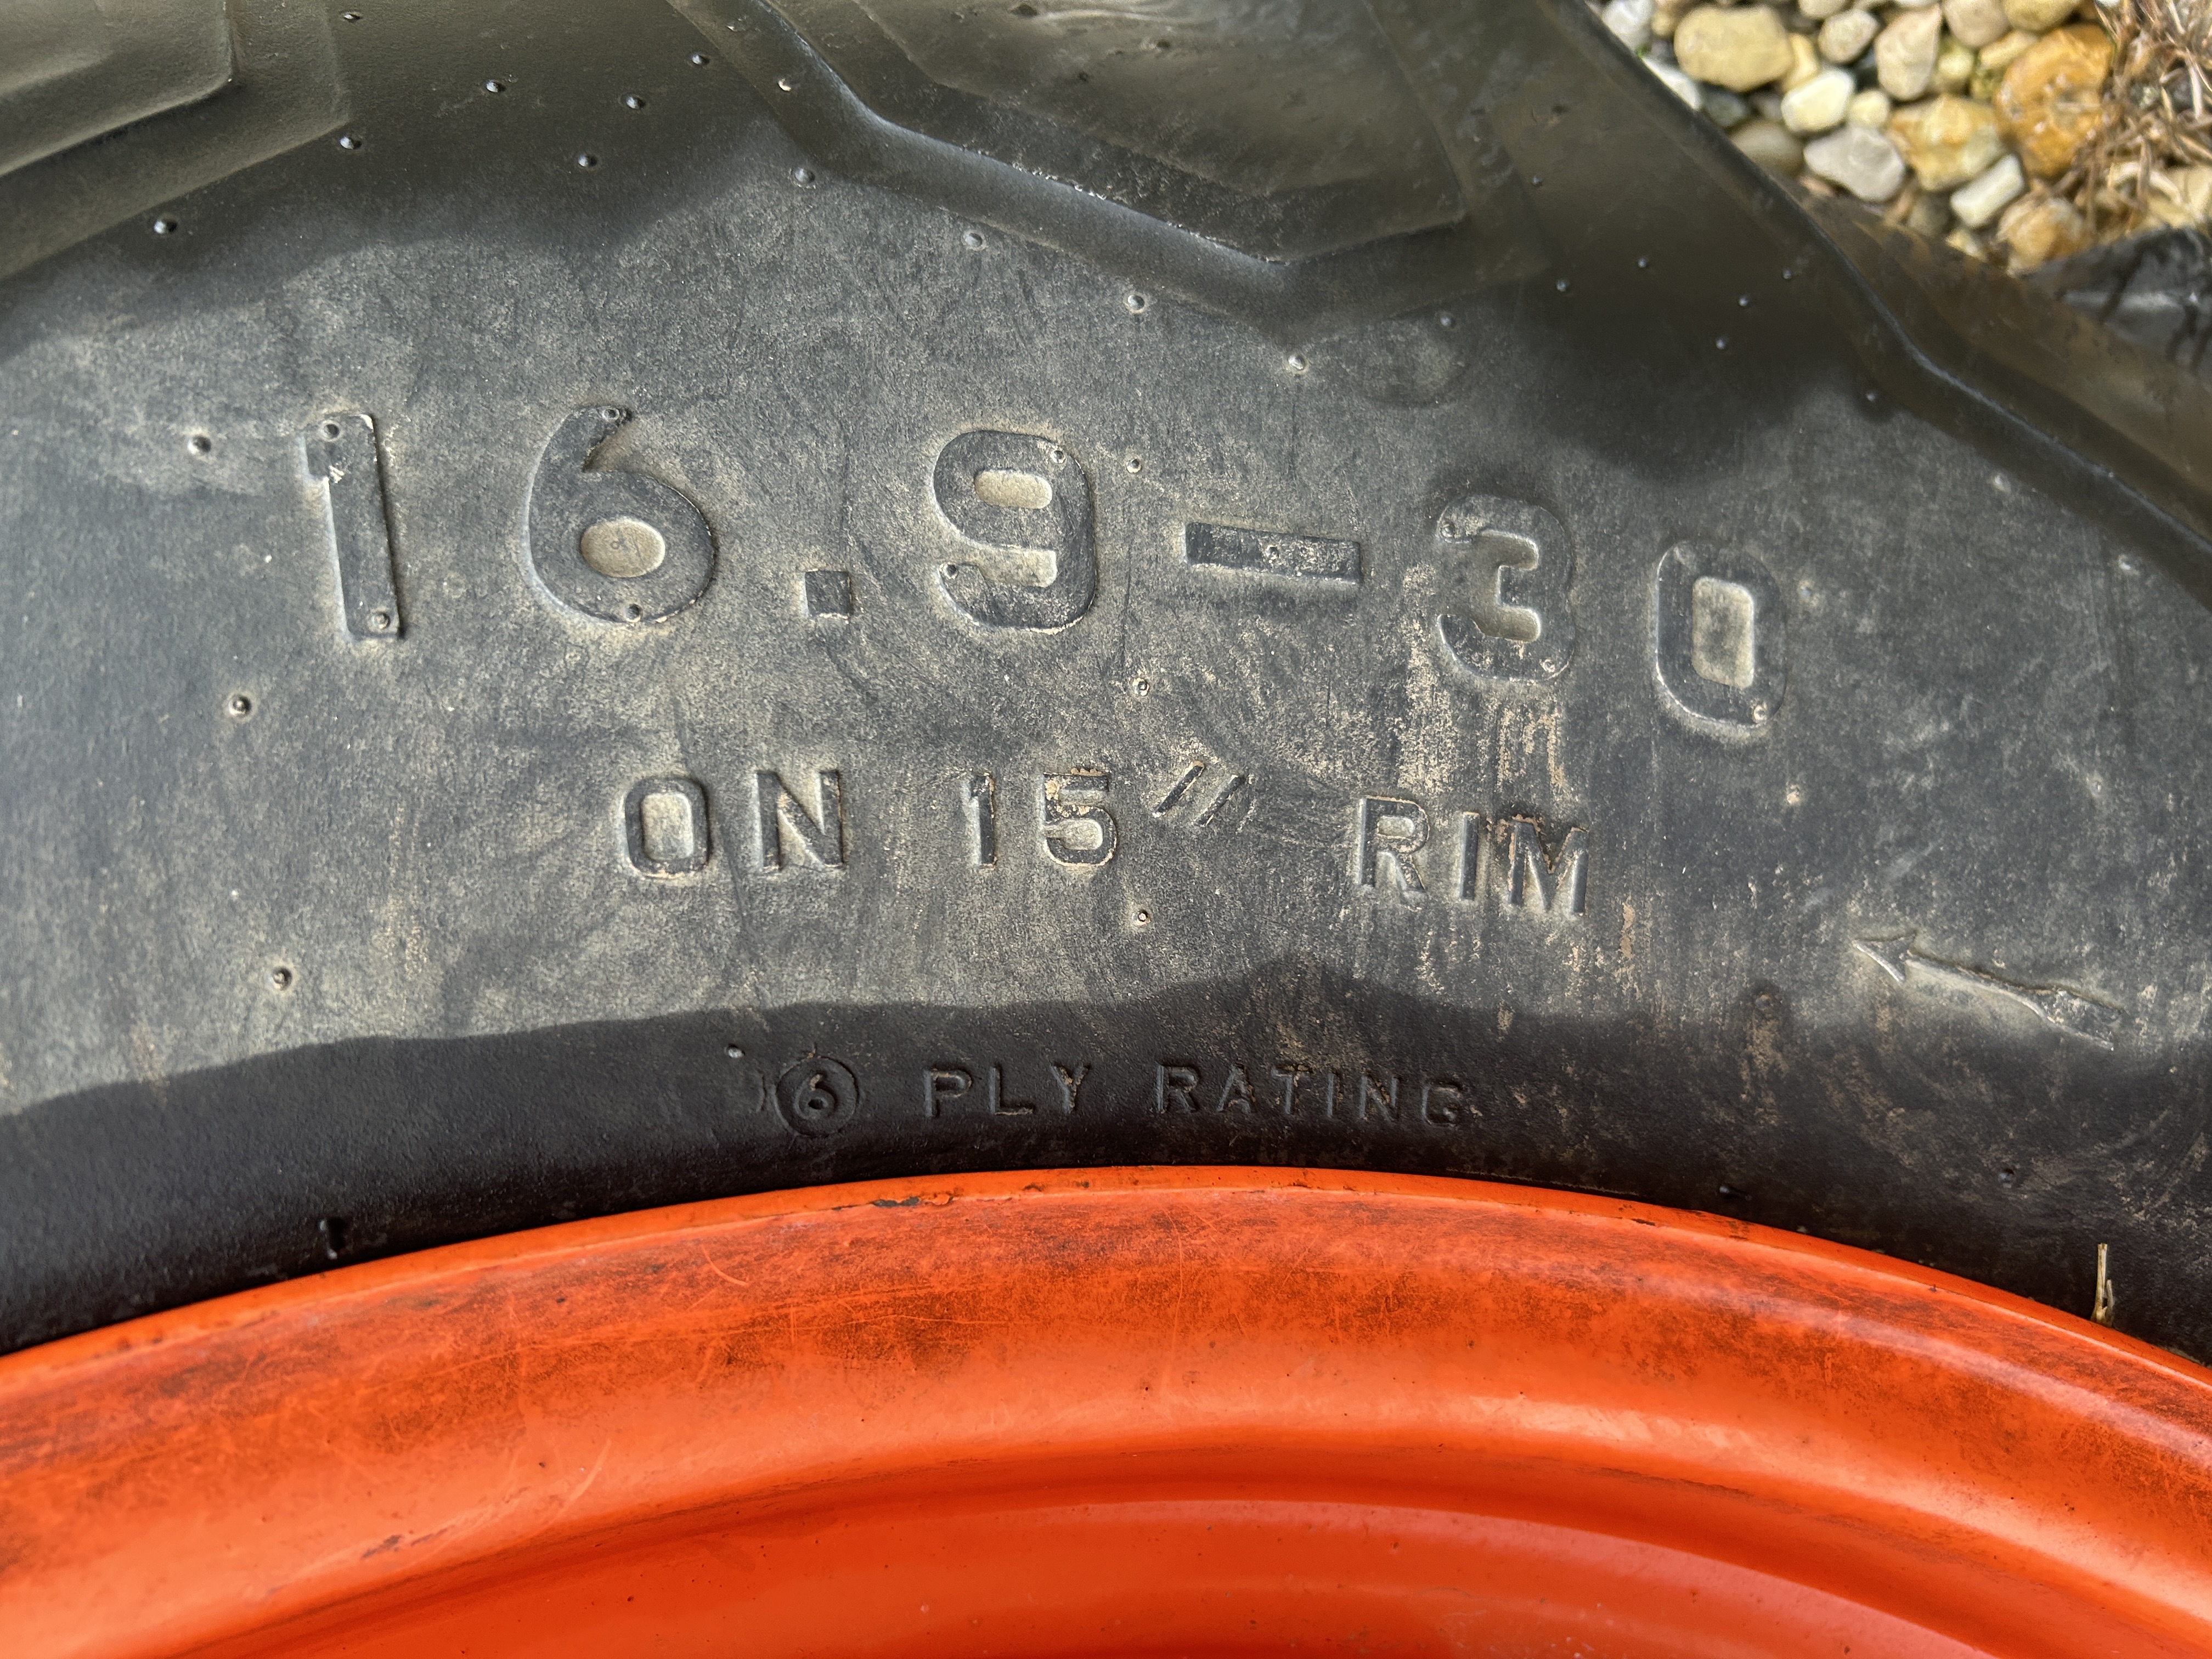 16.9-30
ON 15" RIM
6 PLY RATING